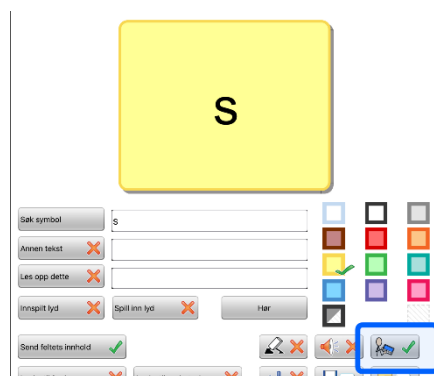 s
Søk symbol
s
Annen tekst
Les opp dette
Innspilt lyd
Spill inn lyd
Hør
Send feltets innhold